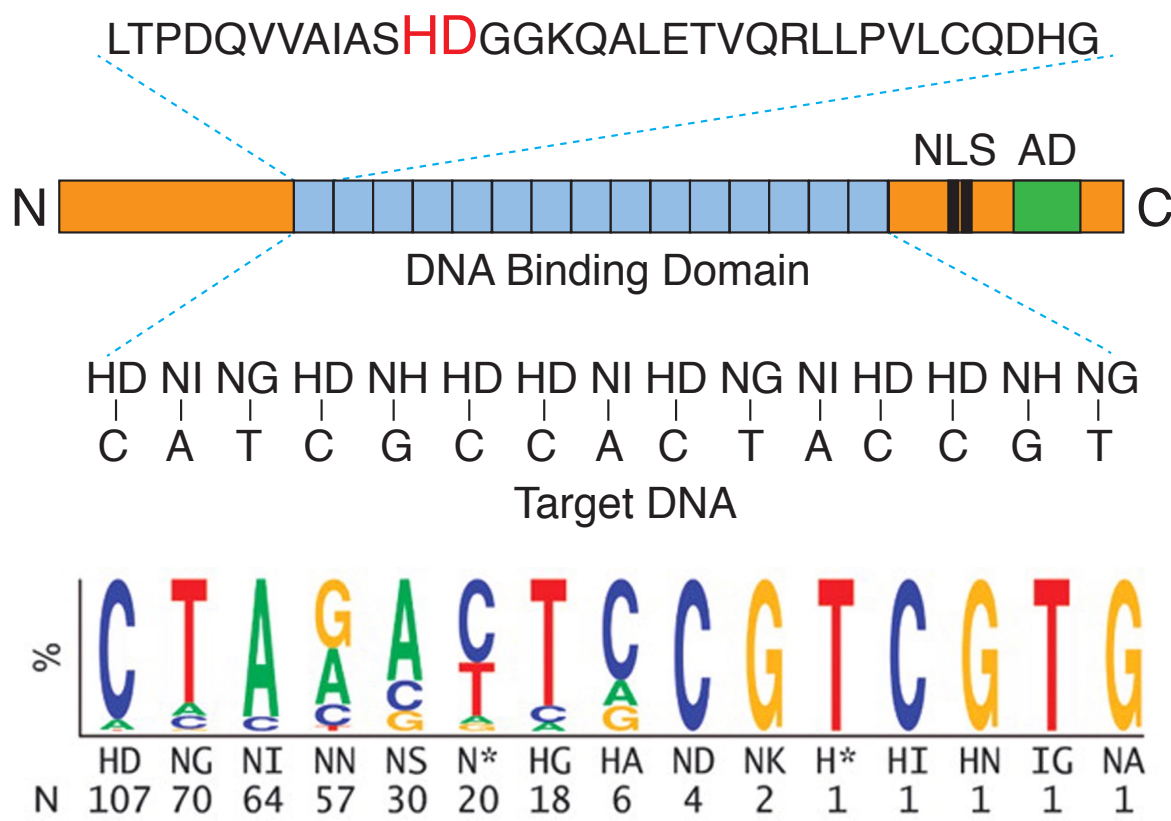 LTPDQVVAIASHDGGKQALETVQRLLPVLCQDHG
NLS AD
N C
DNA Binding Domain
HD NI NG HD NH HD HD NI HD NG NI HD HD NH NG
C A T C G C C A C T A C C G T
Target DNA
C T A G A C T C C G T C G T G
A C T A
A C C C A
A C C G A G A G
%
HD NG NI NN NS N* HG HA ND NK H* HI HN IG NA
N 107 70 64 57 30 20 18 6 4 2 1 1 1 1 1